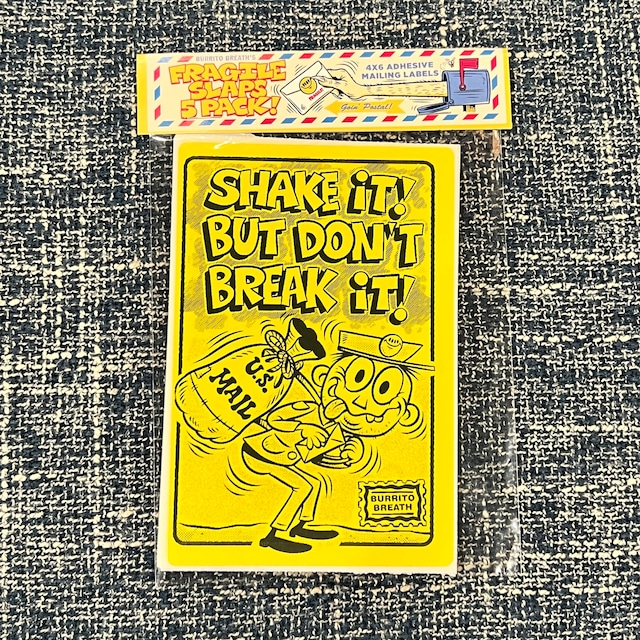 BURRITO BREATH'S
FRAGILE
SLAPS
5 PACK!
4X6 ADHESIVE
MAILING LABELS
Goin' Postal!
SHAKE iT!
BUT DON'T
BREAK iT!
U.S.
MAIL
BURRITO
BREATH